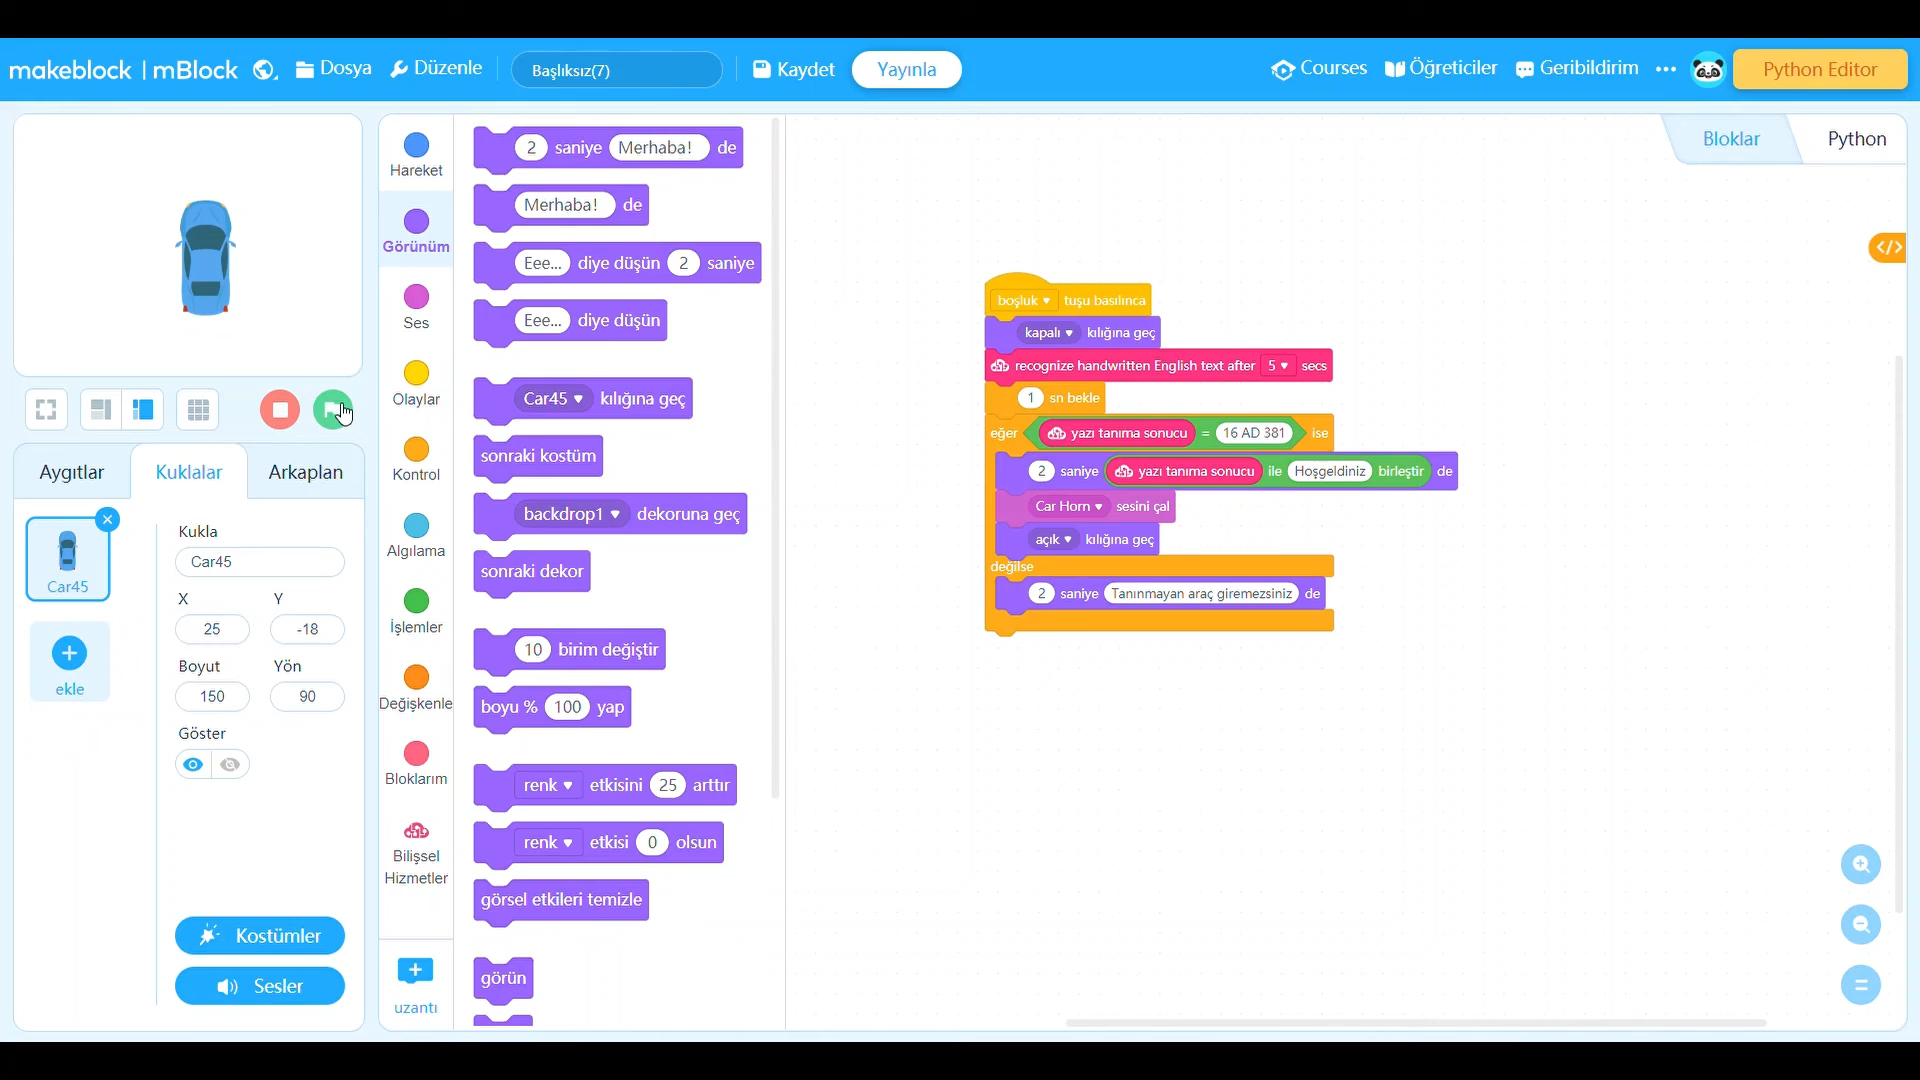 makeblock | mBlock Dosya Düzenle Başlıksız(7) Kaydet Yayınla Courses Öğreticiler Geribildirim Python Editor
Bloklar Python
Hareket
Görünüm
Ses
Olaylar
Kontrol
Algılama
İşlemler
Değişkenle
Bloklarım
Bilişsel
Hizmetler
uzantı
2 saniye Merhaba! de
Merhaba! de
Eee... diye düşün 2 saniye
Eee... diye düşün
Car45 kılığına geç
sonraki kostüm
backdrop1 dekoruna geç
sonraki dekor
10 birim değiştir
boyu % 100 yap
renk etkisini 25 arttır
renk etkisi 0 olsun
görsel etkileri temizle
görün
boşluk tuşu basılınca
kapalı kılığına geç
recognize handwritten English text after 5 secs
1 sn bekle
eğer yazı tanıma sonucu = 16 AD 381 ise
2 saniye yazı tanıma sonucu ile Hoşgeldiniz birleştir de
Car Horn sesini çal
açık kılığına geç
değilse
2 saniye Tanınmayan araç giremezsiniz de
Aygıtlar Kuklalar Arkaplan
Car45
ekle
Kukla
Car45
X Y
25 -18
Boyut Yön
150 90
Göster
Kostümler
Sesler